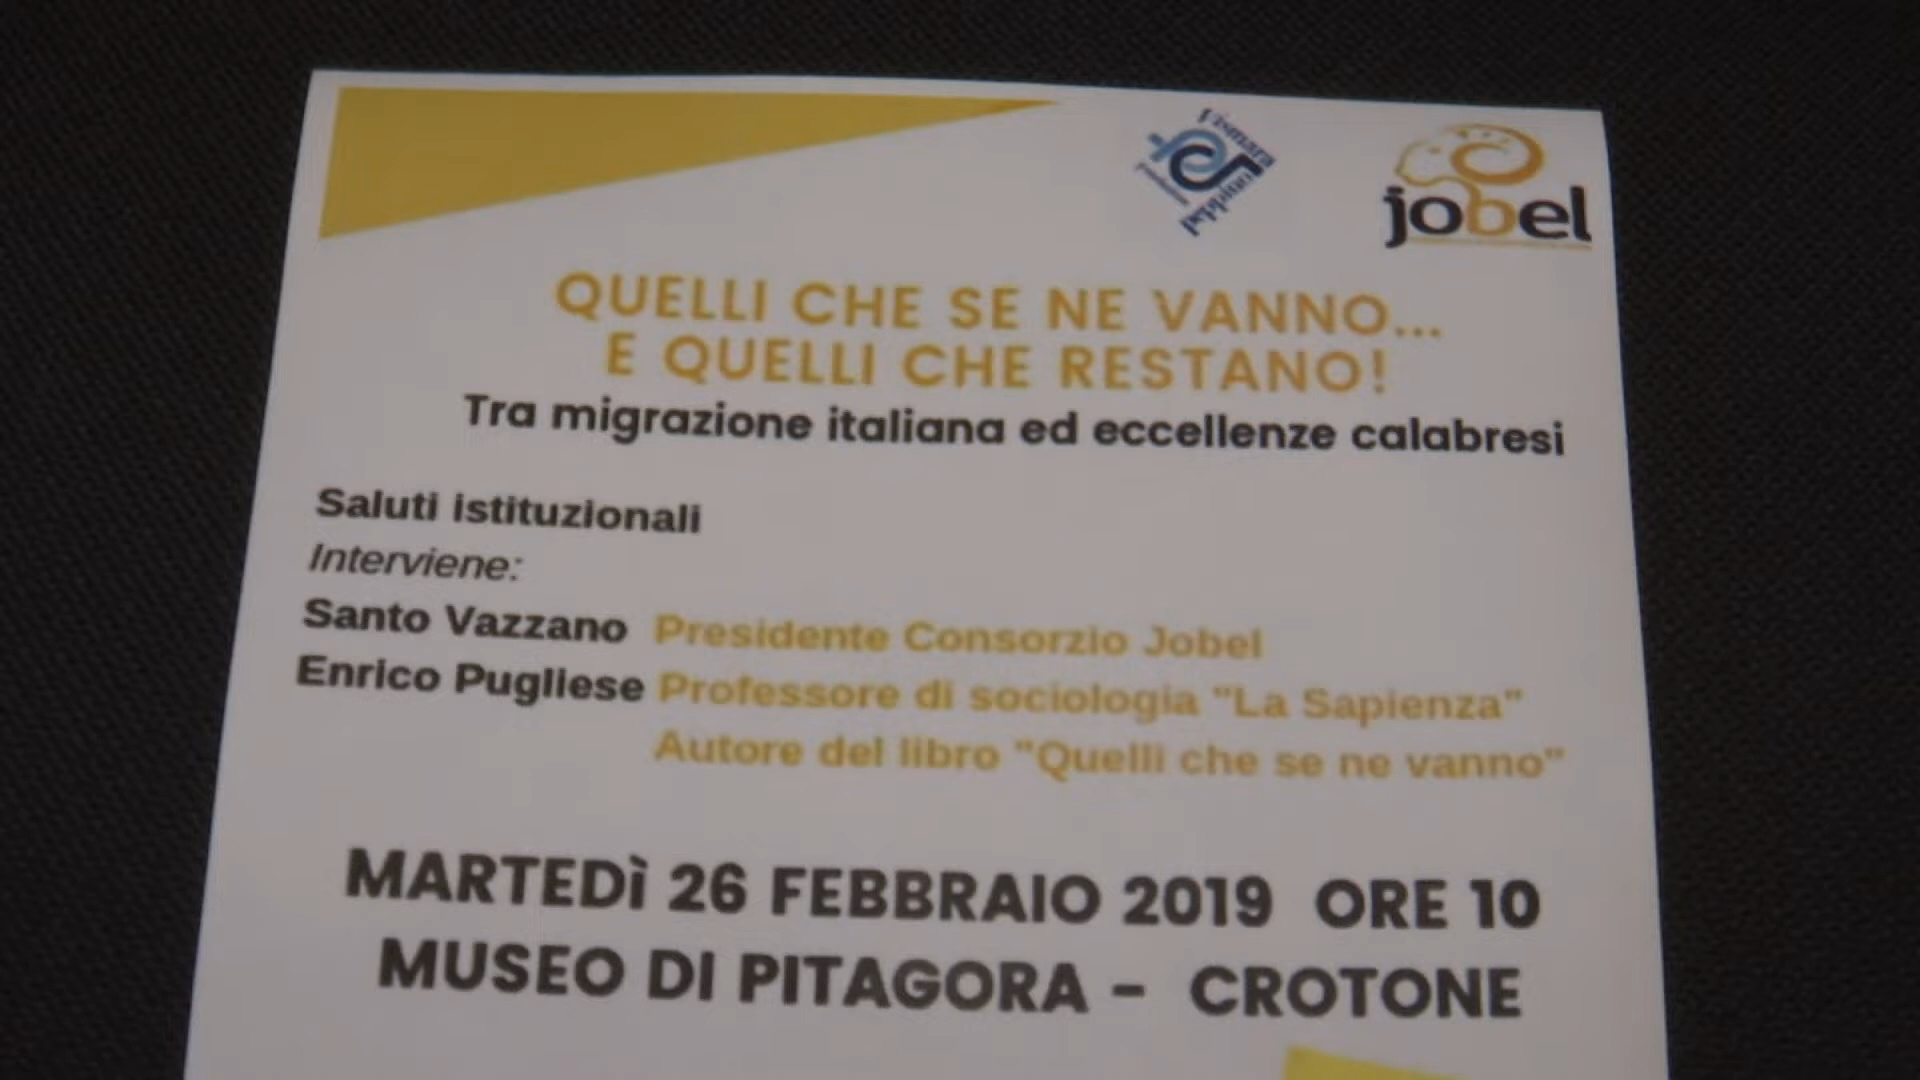 jobel
QUELLI CHE SE NE VANNO...
E QUELLI CHE RESTANO!
Tra migrazione italiana ed eccellenze calabresi
Saluti istituzionali
Interviene:
Santo Vazzano Presidente Consorzio Jobel
Enrico Pugliese Professore di sociologia "La Sapienza"
Autore del libro "Quelli che se ne vanno"
MARTEDÌ 26 FEBBRAIO 2019 ORE 10
MUSEO DI PITAGORA - CROTONE